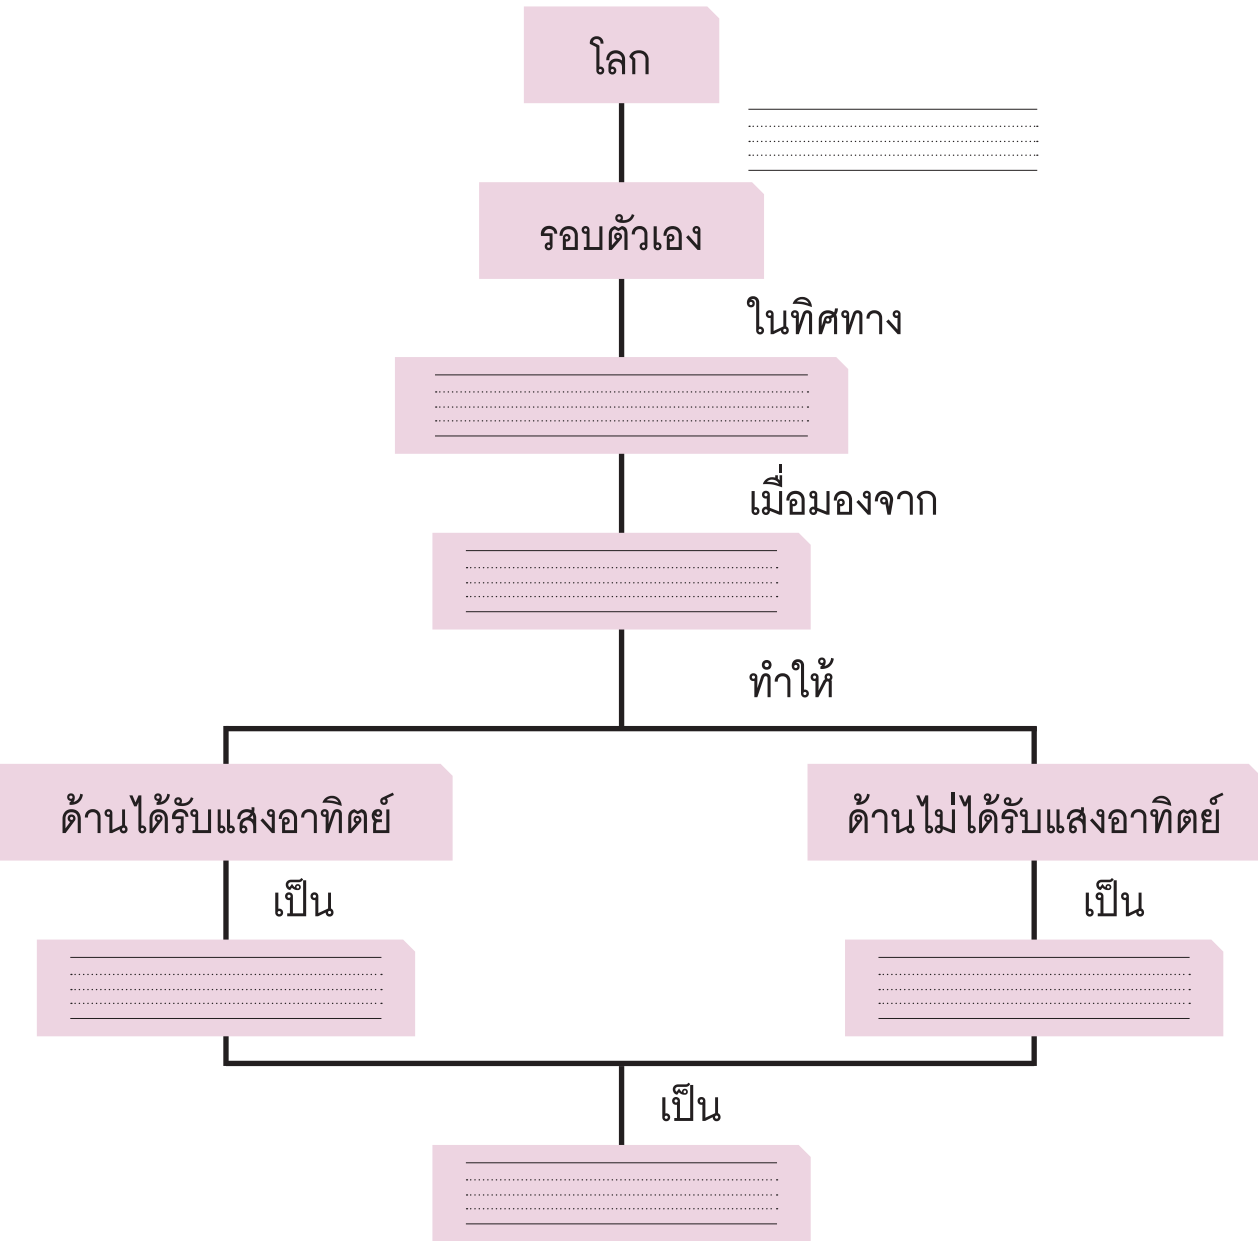 โลก
รอบตัวเอง
ในทิศทาง
เมื่อมองจาก
ทำให้
ด้านได้รับแสงอาทิตย์
ด้านไม่ได้รับแสงอาทิตย์
เป็น
เป็น
เป็น